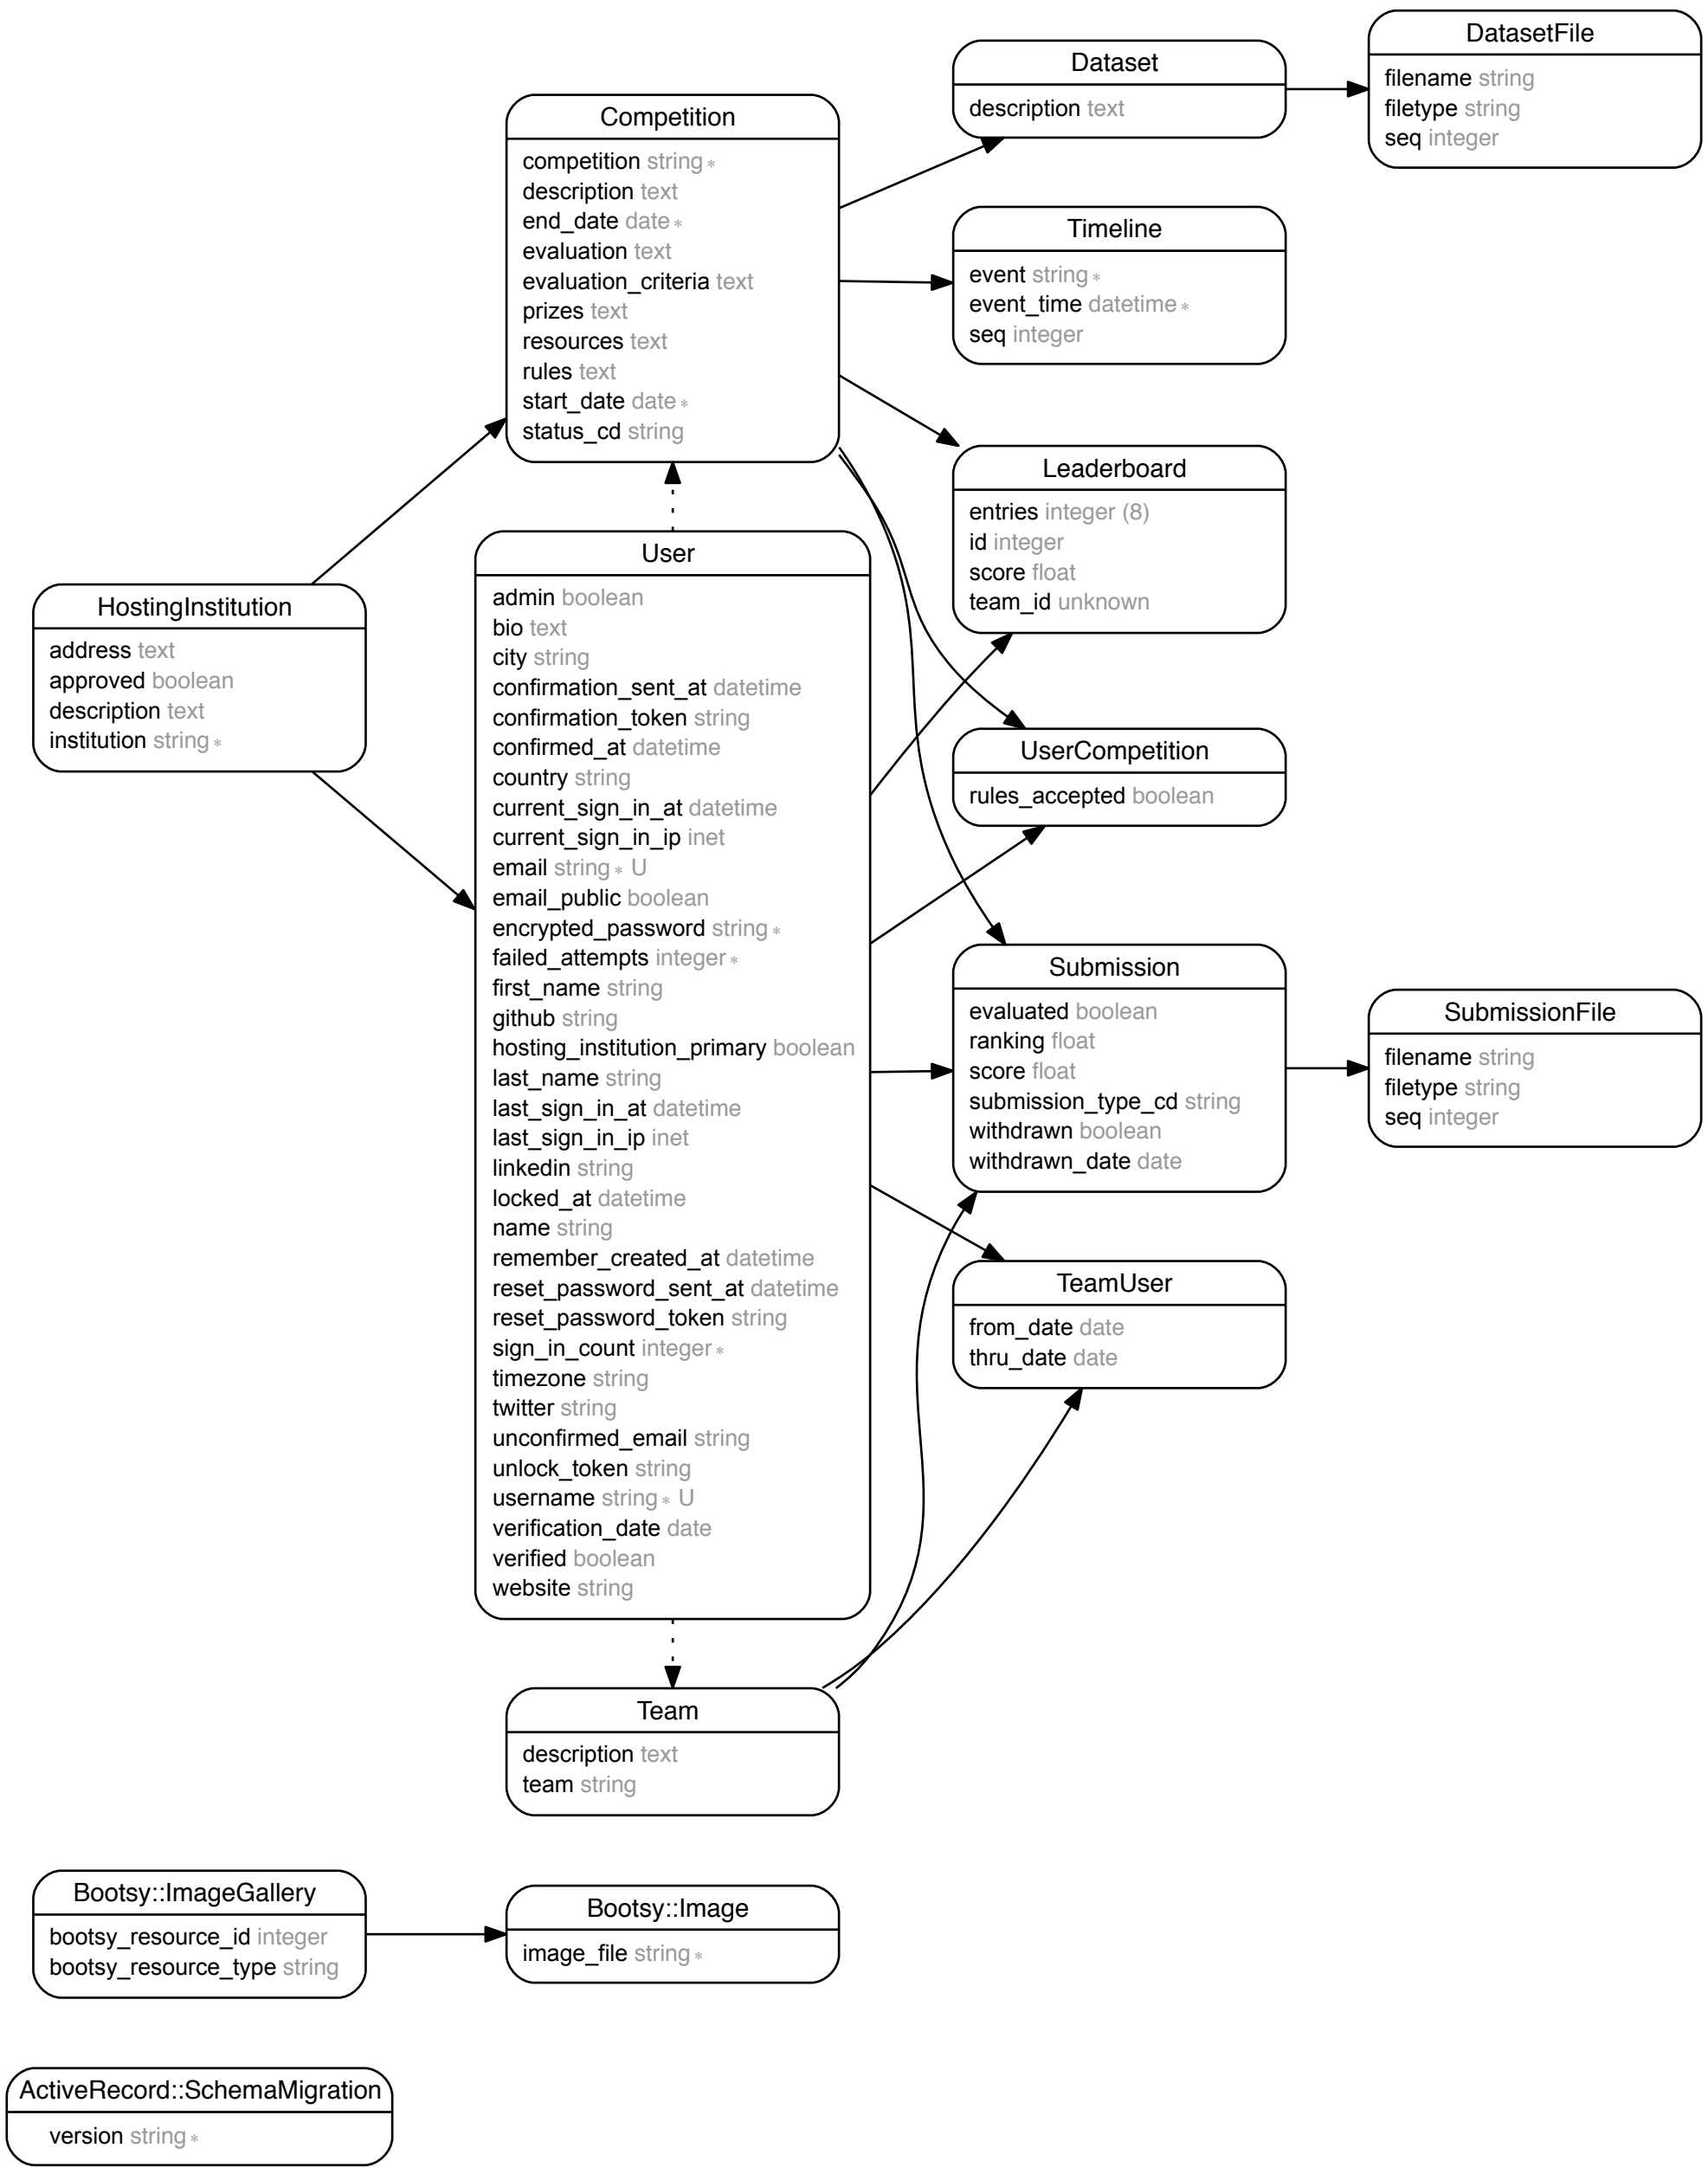 DatasetFile
filename string
filetype string
seq integer
Dataset
description text
Competition
competition string *
description text
end_date date *
evaluation text
evaluation_criteria text
prizes text
resources text
rules text
start_date date *
status_cd string
Timeline
event string *
event_time datetime *
seq integer
Leaderboard
entries integer (8)
id integer
score float
team_id unknown
HostingInstitution
address text
approved boolean
description text
institution string *
User
admin boolean
bio text
city string
confirmation_sent_at datetime
confirmation_token string
confirmed_at datetime
country string
current_sign_in_at datetime
current_sign_in_ip inet
email string * U
email_public boolean
encrypted_password string *
failed_attempts integer *
first_name string
github string
hosting_institution_primary boolean
last_name string
last_sign_in_at datetime
last_sign_in_ip inet
linkedin string
locked_at datetime
name string
remember_created_at datetime
reset_password_sent_at datetime
reset_password_token string
sign_in_count integer *
timezone string
twitter string
unconfirmed_email string
unlock_token string
username string * U
verification_date date
verified boolean
website string
UserCompetition
rules_accepted boolean
Submission
evaluated boolean
ranking float
score float
submission_type_cd string
withdrawn boolean
withdrawn_date date
SubmissionFile
filename string
filetype string
seq integer
TeamUser
from_date date
thru_date date
Team
description text
team string
Bootsy::ImageGallery
bootsy_resource_id integer
bootsy_resource_type string
Bootsy::Image
image_file string *
ActiveRecord::SchemaMigration
version string *